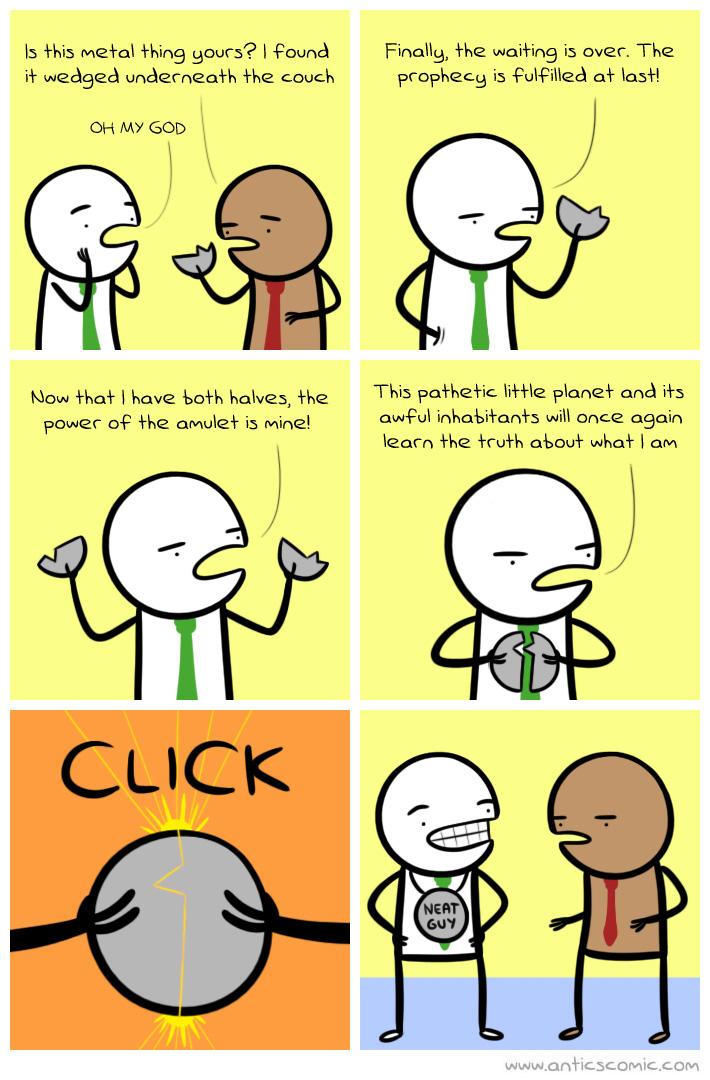 Is this metal thing yours? I found
it wedged underneath the couch
OH MY GOD
Finally, the waiting is over. The
prophecy is fulfilled at last!
Now that I have both halves, the
power of the amulet is mine!
This pathetic little planet and its
awful inhabitants will once again
learn the truth about what I am
CLICK
NEAT
GUY
www.anticscomic.com